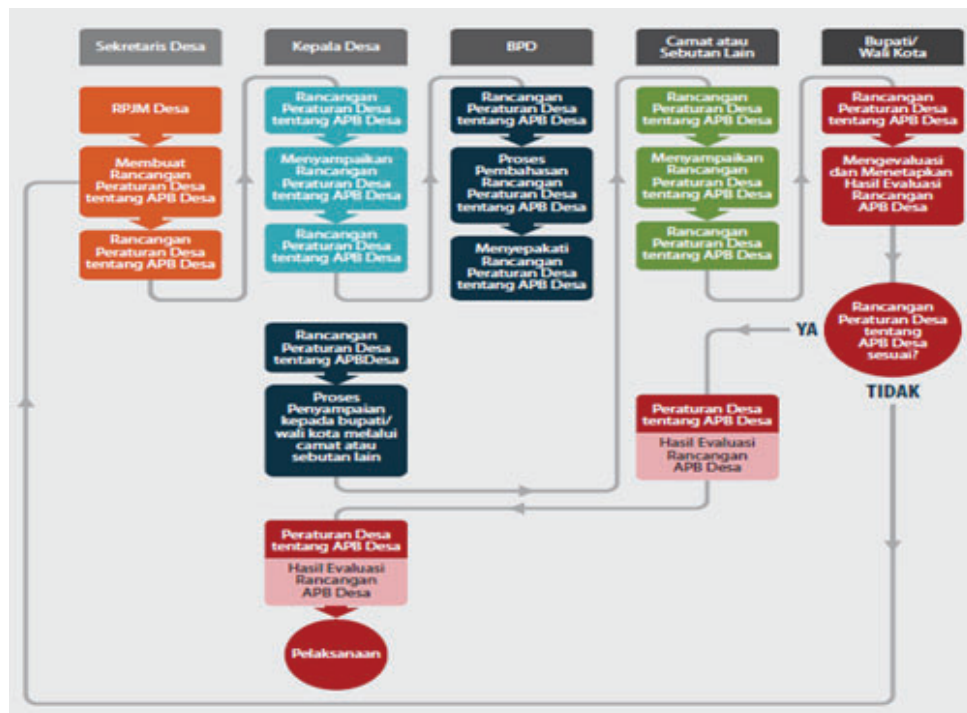 Sekretaris Desa
Kepala Desa
BPD
Camat atau
Sebutan Lain
Bupati/
Wali Kota
RPJM Desa
Membuat
Rancangan
Peraturan Desa
tentang APB Desa
Rancangan
Peraturan Desa
tentang APB Desa
Rancangan
Peraturan Desa
tentang APB Desa
Menyampaikan
Rancangan
Peraturan Desa
tentang APB Desa
Rancangan
Peraturan Desa
tentang APB Desa
Rancangan
Peraturan Desa
tentang APB Desa
Proses
Pembahasan
Rancangan
Peraturan Desa
tentang APB Desa
Menyepakati
Rancangan
Peraturan Desa
tentang APB Desa
Rancangan
Peraturan Desa
tentang APB Desa
Menyampaikan
Rancangan
Peraturan Desa
tentang APB Desa
Rancangan
Peraturan Desa
tentang APB Desa
Rancangan
Peraturan Desa
tentang APB Desa
Mengevaluasi
dan Menetapkan
Hasil Evaluasi
Rancangan
APB Desa
Rancangan
Peraturan Desa
tentang
APB Desa
sesuai?
YA
TIDAK
Rancangan
Peraturan Desa
tentang APBDesa
Proses
Penyampaian
kepada bupati/
wali kota melalui
camat atau
sebutan lain
Peraturan Desa
tentang APB Desa
Hasil Evaluasi
Rancangan
APB Desa
Peraturan Desa
tentang APB Desa
Hasil Evaluasi
Rancangan
APB Desa
Pelaksanaan